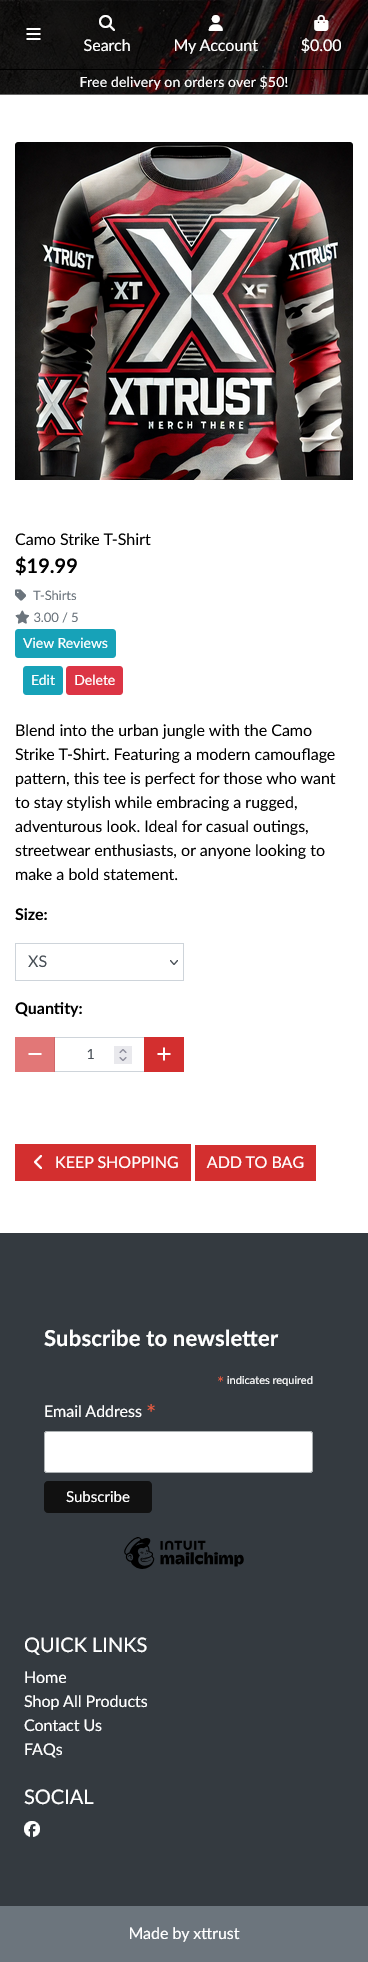 Search
My Account
$0.00
Free delivery on orders over $50!
XTRUST
XTRUST
X
XT
XS
X
XTTRUST
MERCH THERE
Camo Strike T-Shirt
$19.99
T-Shirts
3.00 / 5
View Reviews
Edit
Delete
Blend into the urban jungle with the Camo
Strike T-Shirt. Featuring a modern camouflage
pattern, this tee is perfect for those who want
to stay stylish while embracing a rugged,
adventurous look. Ideal for casual outings,
streetwear enthusiasts, or anyone looking to
make a bold statement.
Size:
XS
Quantity:
1
KEEP SHOPPING
ADD TO BAG
Subscribe to newsletter
* indicates required
Email Address *
Subscribe
INTUIT
mailchimp
QUICK LINKS
Home
Shop All Products
Contact Us
FAQs
SOCIAL
Made by xttrust